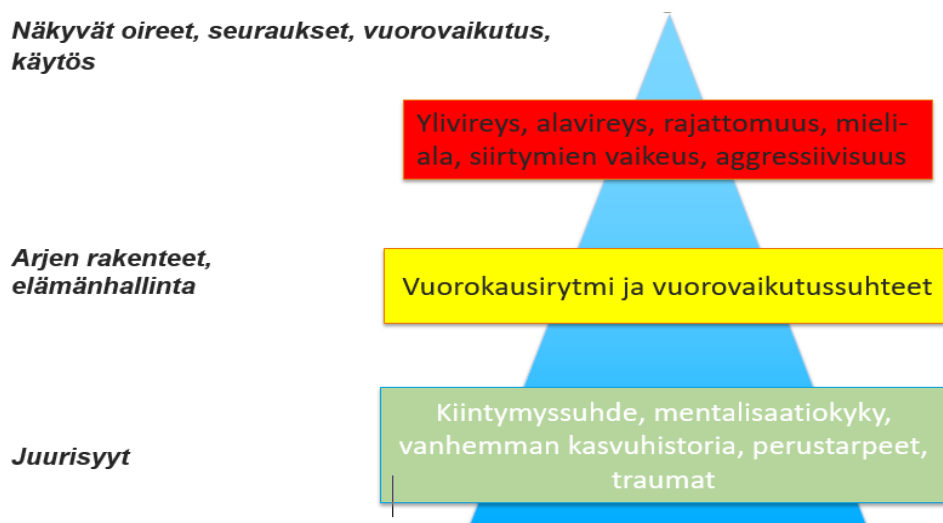 Näkyvät oireet, seuraukset, vuorovaikutus,
käytös
Ylivireys, alavireys, rajattomuus, mieli-
ala, siirtymien vaikeus, aggressiivisuus
Arjen rakenteet,
elämänhallinta
Vuorokausirytmi ja vuorovaikutussuhteet
Kiintymyssuhde, mentalisaatiokyky,
vanhemman kasvuhistoria, perustarpeet,
traumat
Juurisyyt